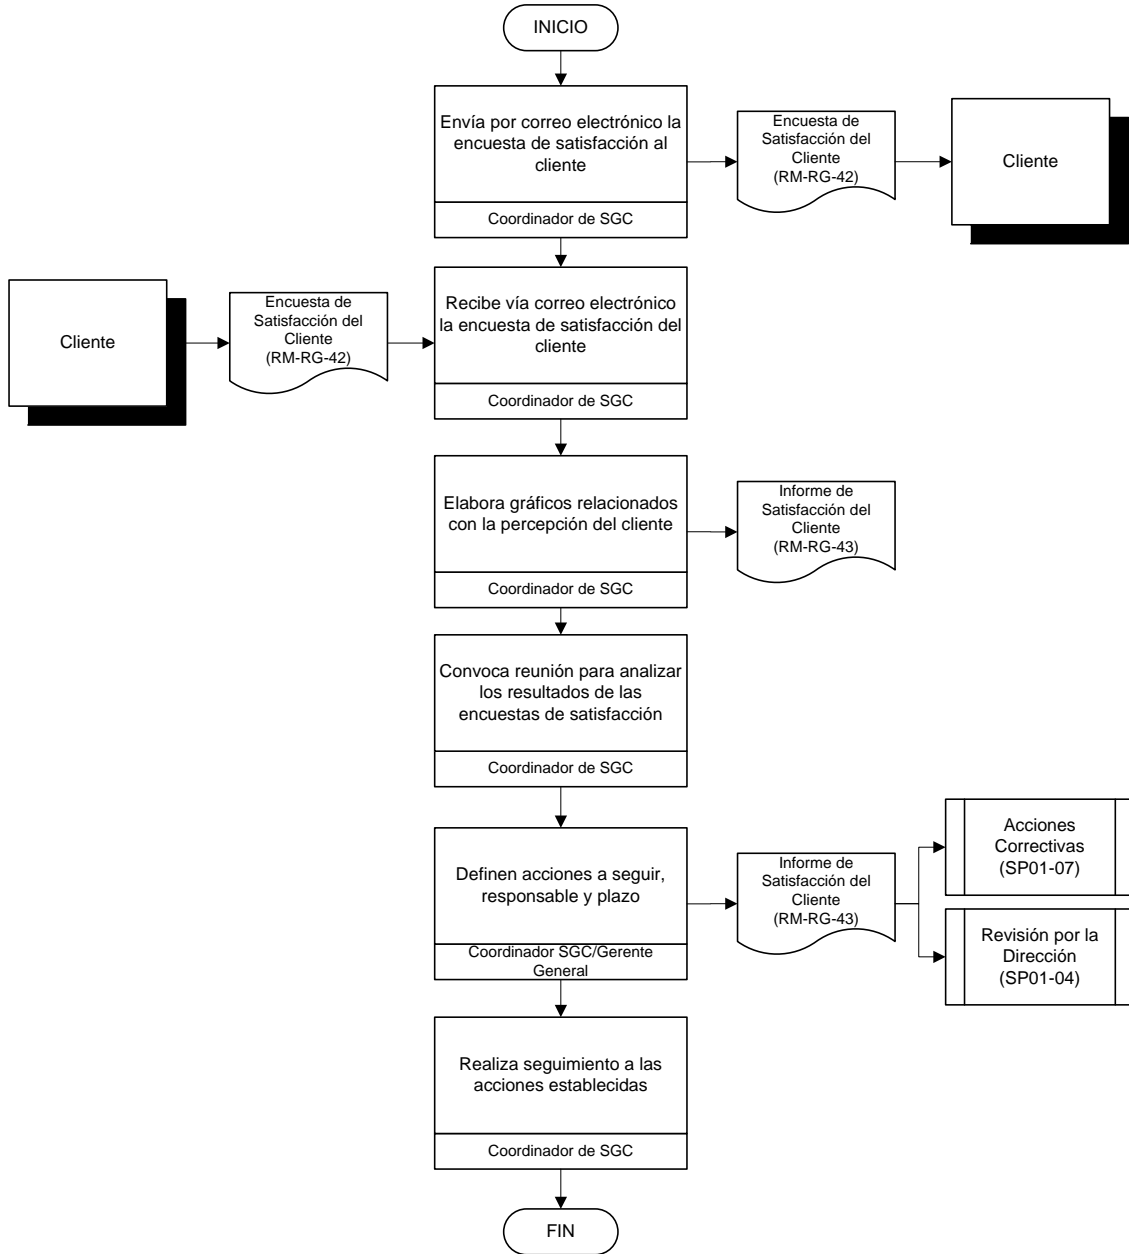 INICIO
Envía por correo electrónico la
encuesta de satisfacción al
cliente
Coordinador de SGC
Encuesta de
Satisfacción del
Cliente
(RM-RG-42)
Cliente
Cliente
Encuesta de
Satisfacción del
Cliente
(RM-RG-42)
Recibe vía correo electrónico
la encuesta de satisfacción del
cliente
Coordinador de SGC
Elabora gráficos relacionados
con la percepción del cliente
Coordinador de SGC
Informe de
Satisfacción del
Cliente
(RM-RG-43)
Convoca reunión para analizar
los resultados de las
encuestas de satisfacción
Coordinador de SGC
Definen acciones a seguir,
responsable y plazo
Coordinador SGC/Gerente
General
Informe de
Satisfacción del
Cliente
(RM-RG-43)
Acciones
Correctivas
(SP01-07)
Revisión por la
Dirección
(SP01-04)
Realiza seguimiento a las
acciones establecidas
Coordinador de SGC
FIN